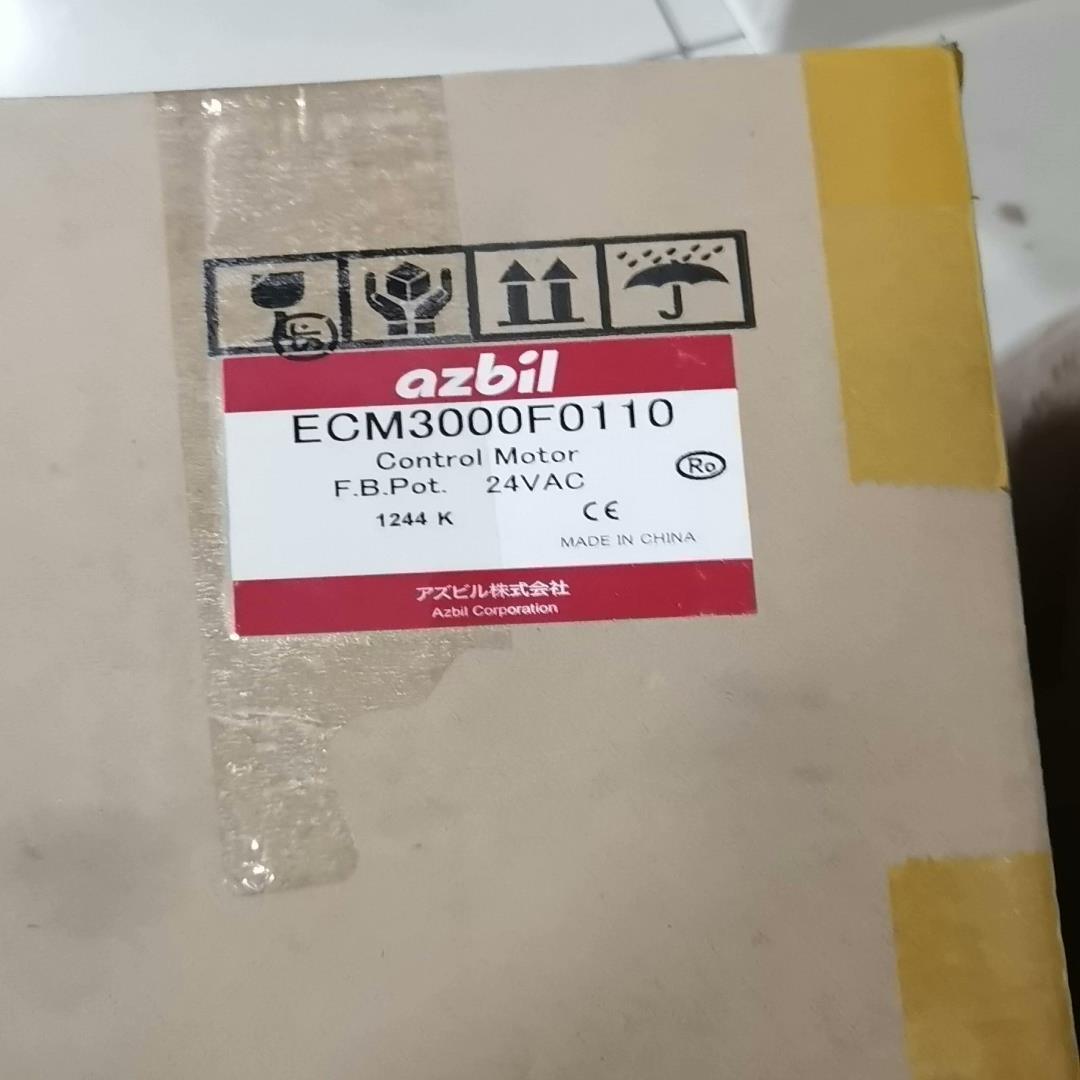 azbil
ECM3000F0110
Control Motor
Ro
F.B.Pot. 24VAC
1244 K
CE
MADE IN CHINA
アズビル株式会社
Azbil Corporation